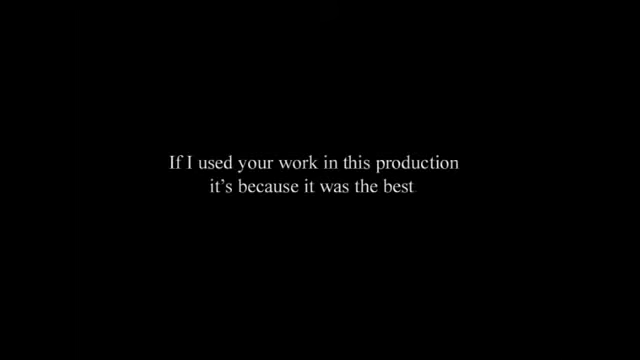 If I used your work in this production
it's because it was the best